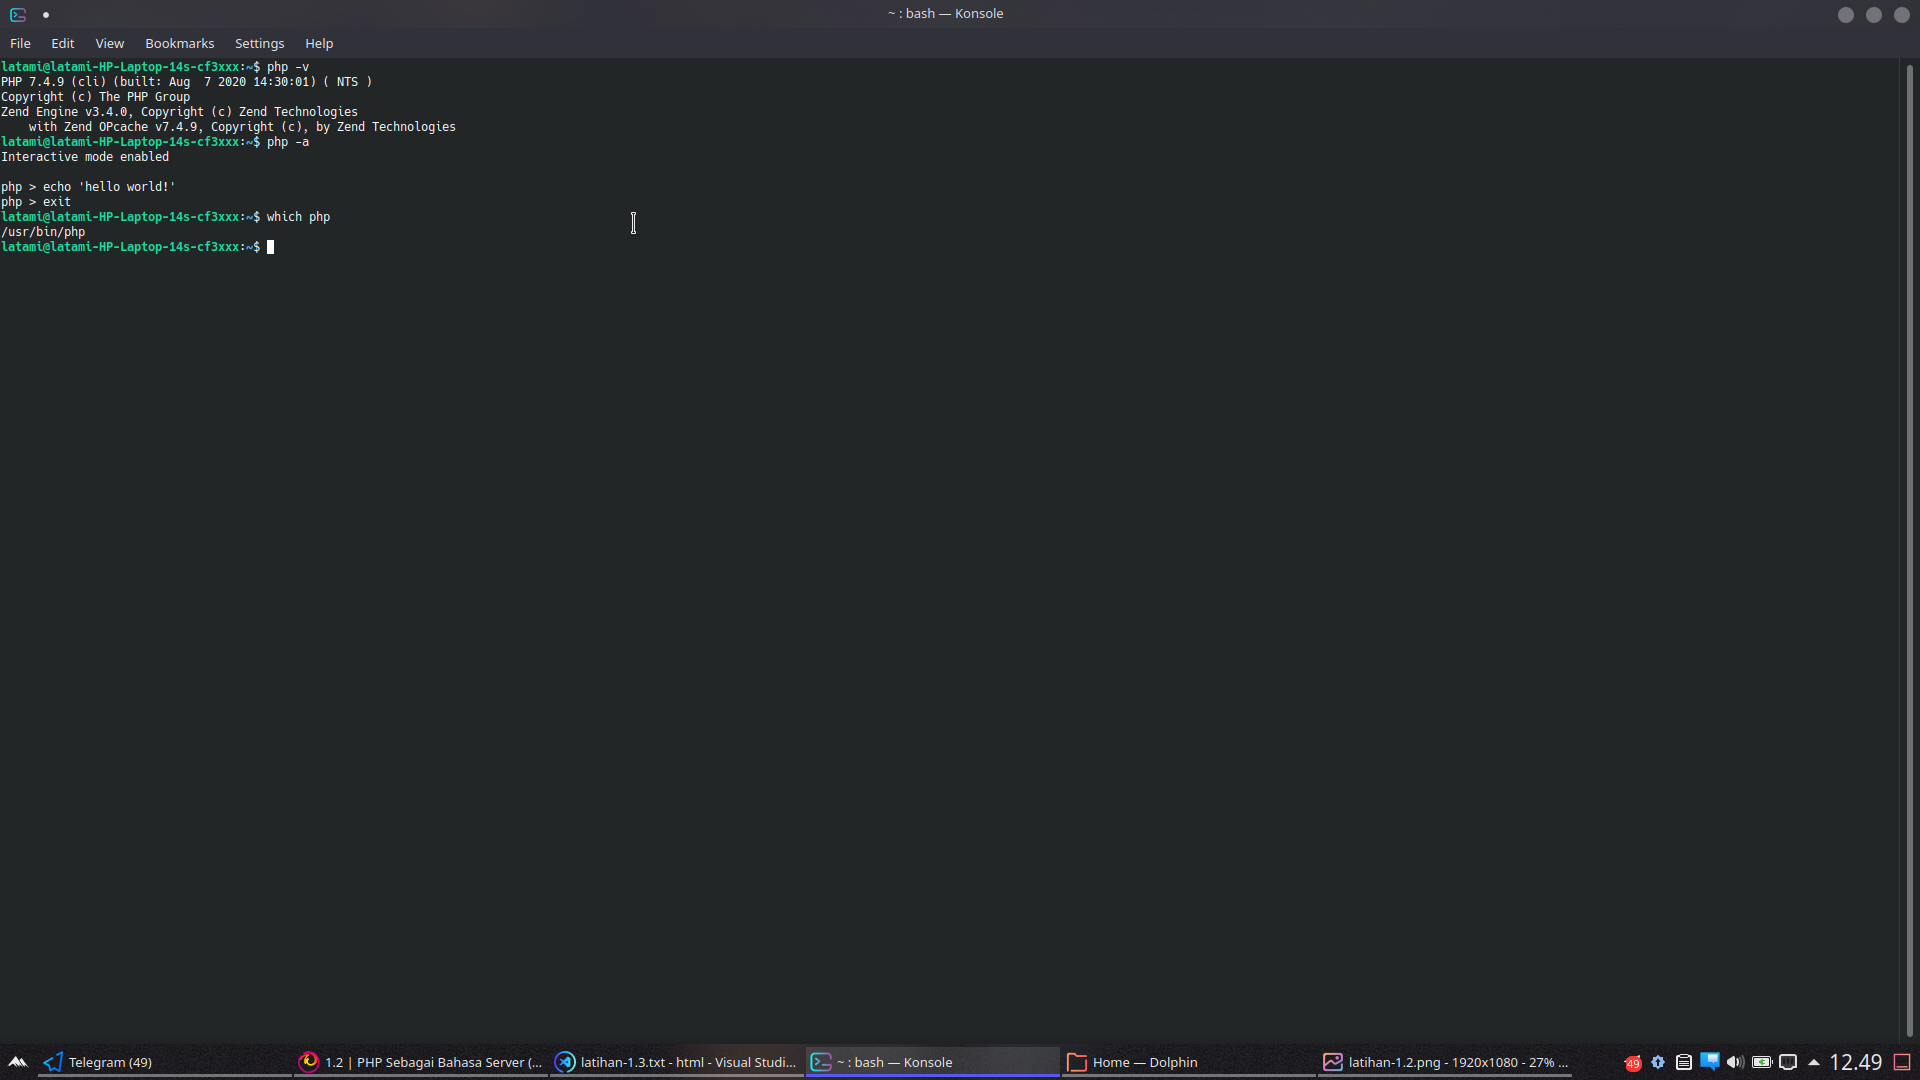 ~ : bash — Konsole
File Edit View Bookmarks Settings Help
latami@latami-HP-Laptop-14s-cf3xxx:~$ php -v
PHP 7.4.9 (cli) (built: Aug  7 2020 14:30:01) ( NTS )
Copyright (c) The PHP Group
Zend Engine v3.4.0, Copyright (c) Zend Technologies
    with Zend OPcache v7.4.9, Copyright (c), by Zend Technologies
latami@latami-HP-Laptop-14s-cf3xxx:~$ php -a
Interactive mode enabled

php > echo 'hello world!'
php > exit
latami@latami-HP-Laptop-14s-cf3xxx:~$ which php
/usr/bin/php
latami@latami-HP-Laptop-14s-cf3xxx:~$
Telegram (49) 1.2 | PHP Sebagai Bahasa Server (... latihan-1.3.txt - html - Visual Studi... ~ : bash — Konsole Home — Dolphin latihan-1.2.png - 1920x1080 - 27% ... 49 12.49